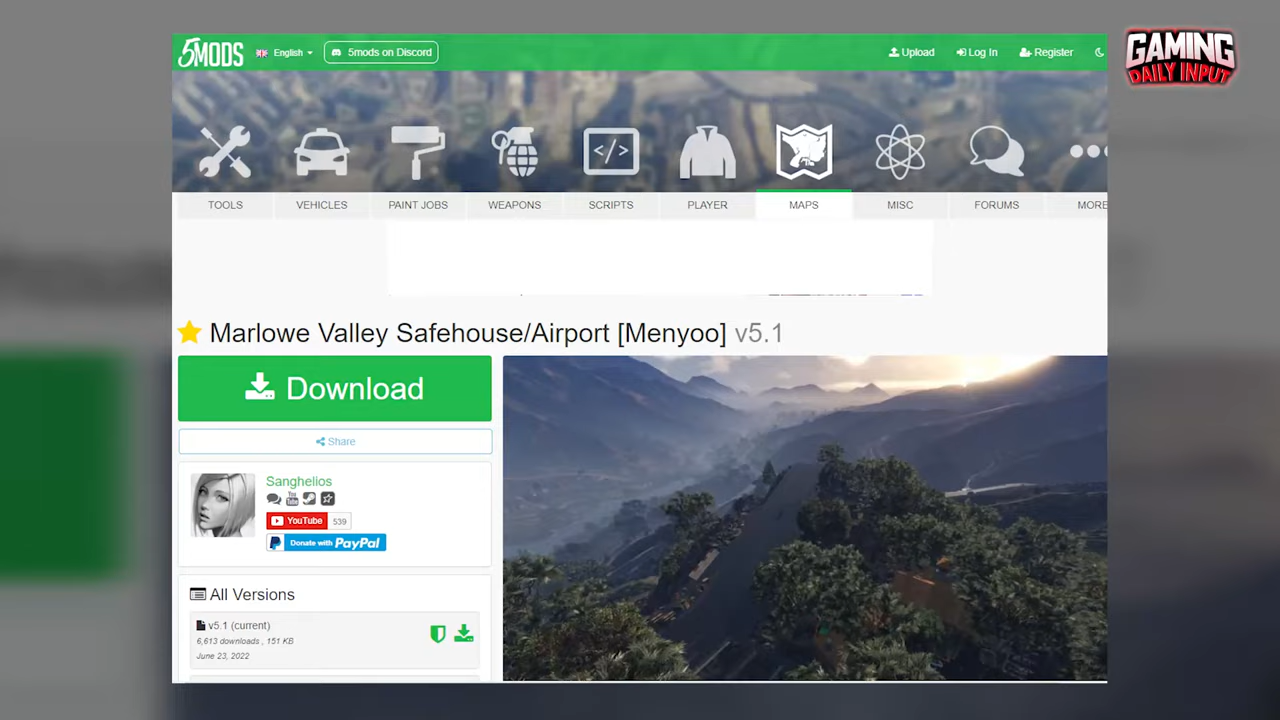 5MODS English 5mods on Discord Upload Log In Register
GAMING
DAILY INPUT
TOOLS VEHICLES PAINT JOBS WEAPONS SCRIPTS PLAYER MAPS MISC FORUMS MORE
Marlowe Valley Safehouse/Airport [Menyoo] v5.1
Download
Share
Sanghelios
YouTube 539
Donate with PayPal
All Versions
v5.1 (current)
6,613 downloads , 151 KB
June 23, 2022